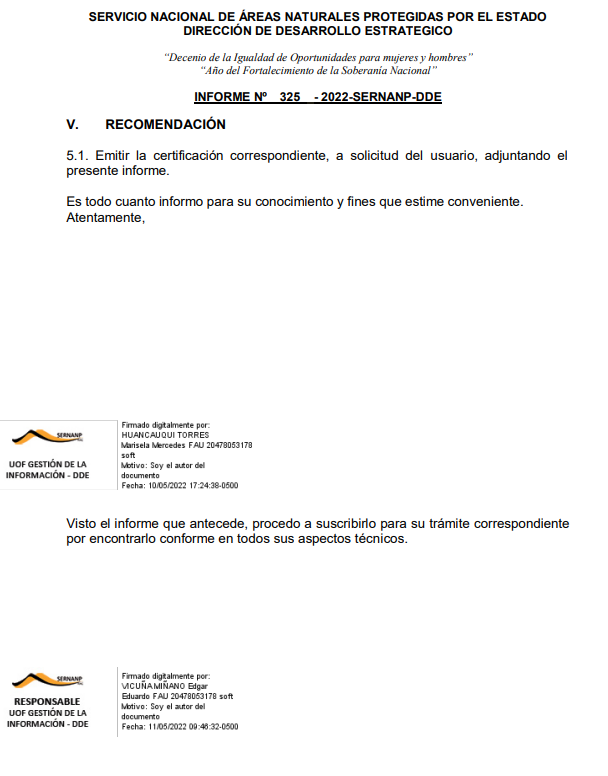 SERVICIO NACIONAL DE ÁREAS NATURALES PROTEGIDAS POR EL ESTADO
DIRECCIÓN DE DESARROLLO ESTRATEGICO
“Decenio de la Igualdad de Oportunidades para mujeres y hombres”
“Año del Fortalecimiento de la Soberanía Nacional”
INFORME Nº 325 - 2022-SERNANP-DDE
V. RECOMENDACIÓN
5.1. Emitir la certificación correspondiente, a solicitud del usuario, adjuntando el
presente informe.
Es todo cuanto informo para su conocimiento y fines que estime conveniente.
Atentamente,
SERNANP
UOF GESTIÓN DE LA
INFORMACIÓN - DDE
Firmado digitalmente por:
HUANCAUQUI TORRES
Marisela Mercedes FAU 20478053178
soft
Motivo: Soy el autor del
documento
Fecha: 10/05/2022 17:24:38-0500
Visto el informe que antecede, procedo a suscribirlo para su trámite correspondiente
por encontrarlo conforme en todos sus aspectos técnicos.
SERNANP
RESPONSABLE
UOF GESTIÓN DE LA
INFORMACIÓN - DDE
Firmado digitalmente por:
VICUÑA MIÑANO Edgar
Eduardo FAU 20478053178 soft
Motivo: Soy el autor del
documento
Fecha: 11/05/2022 09:46:32-0500